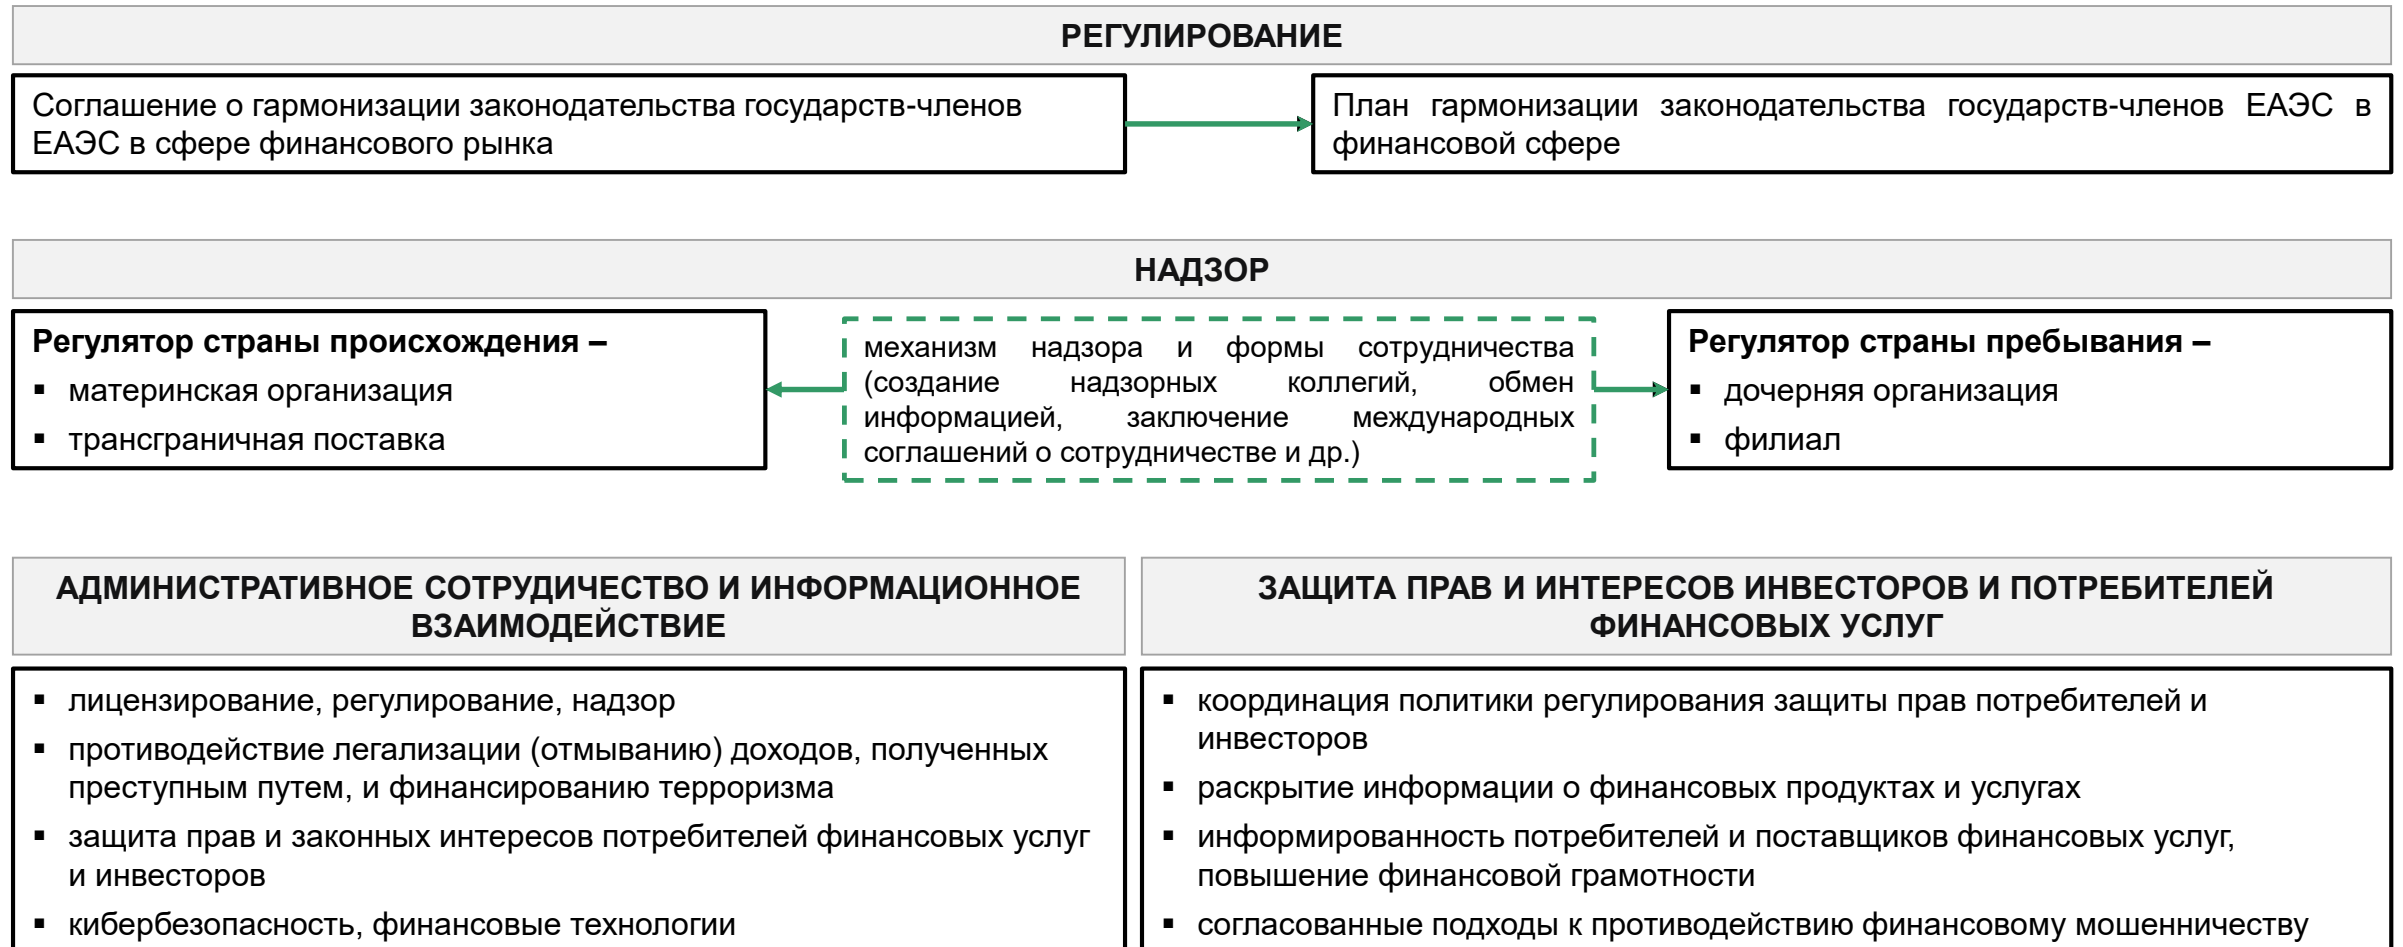 РЕГУЛИРОВАНИЕ
Соглашение о гармонизации законодательства государств-членов
ЕАЭС в сфере финансового рынка
План гармонизации законодательства государств-членов ЕАЭС в
финансовой сфере
НАДЗОР
Регулятор страны происхождения –
▪ материнская организация
▪ трансграничная поставка
механизм надзора и формы сотрудничества
(создание надзорных коллегий, обмен
информацией, заключение международных
соглашений о сотрудничестве и др.)
Регулятор страны пребывания –
▪ дочерняя организация
▪ филиал
АДМИНИСТРАТИВНОЕ СОТРУДИЧЕСТВО И ИНФОРМАЦИОННОЕ
ВЗАИМОДЕЙСТВИЕ
▪ лицензирование, регулирование, надзор
▪ противодействие легализации (отмыванию) доходов, полученных
преступным путем, и финансированию терроризма
▪ защита прав и законных интересов потребителей финансовых услуг
и инвесторов
▪ кибербезопасность, финансовые технологии
ЗАЩИТА ПРАВ И ИНТЕРЕСОВ ИНВЕСТОРОВ И ПОТРЕБИТЕЛЕЙ
ФИНАНСОВЫХ УСЛУГ
▪ координация политики регулирования защиты прав потребителей и
инвесторов
▪ раскрытие информации о финансовых продуктах и услугах
▪ информированность потребителей и поставщиков финансовых услуг,
повышение финансовой грамотности
▪ согласованные подходы к противодействию финансовому мошенничеству